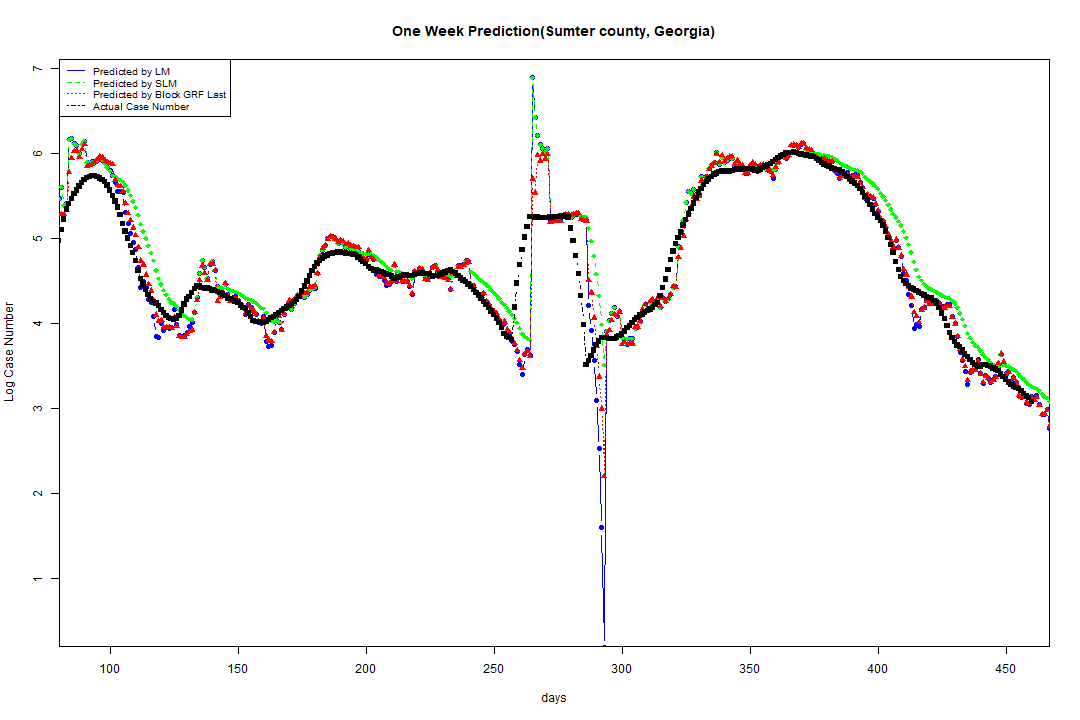 One Week Prediction(Sumter county, Georgia)
Predicted by LM
Predicted by SLM
Predicted by Block GRF Last
Actual Case Number
7
6
5
4
3
2
1
Log Case Number
100 150 200 250 300 350 400 450
days